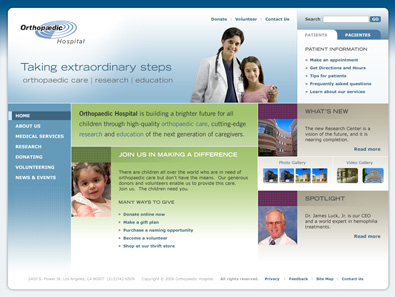 Donate | Volunteer | Contact Us
Search:
GO
Orthopædic
Hospital
PATIENTS
PACIENTES
Taking extraordinary steps
orthopaedic care | research | education
PATIENT INFORMATION
Make an appointment
Get Directions and Hours
Tips for patients
Frequently asked questions
Learn about our services
HOME
ABOUT US
MEDICAL SERVICES
RESEARCH
DONATING
VOLUNTEERING
NEWS & EVENTS
Orthopaedic Hospital is building a brighter future for all
children through high-quality orthopaedic care, cutting-edge
research and education of the next generation of caregivers.
JOIN US IN MAKING A DIFFERENCE
There are children all over the world who are in need of
orthopaedic care but don't have the means. Our generous
donors and volunteers enable us to provide this care.
Join us. The children need you.
MANY WAYS TO GIVE
Donate online now
Make a gift plan
Purchase a naming opportunity
Become a volunteer
Shop at our thrift store
WHAT'S NEW
The new Research Center is a
vision of the future, and it is
nearing completion.
Read more
Photo Gallery
Video Gallery
SPOTLIGHT
Dr. James Luck, Jr. is our CEO
and a world expert in hemophilia
treatments.
Read more
Los Angeles, CA 90007
Copyright © 2006 Orthopaedic Hospital
All rights reserved.
Privacy | Feedback | Site Map | Contact Us